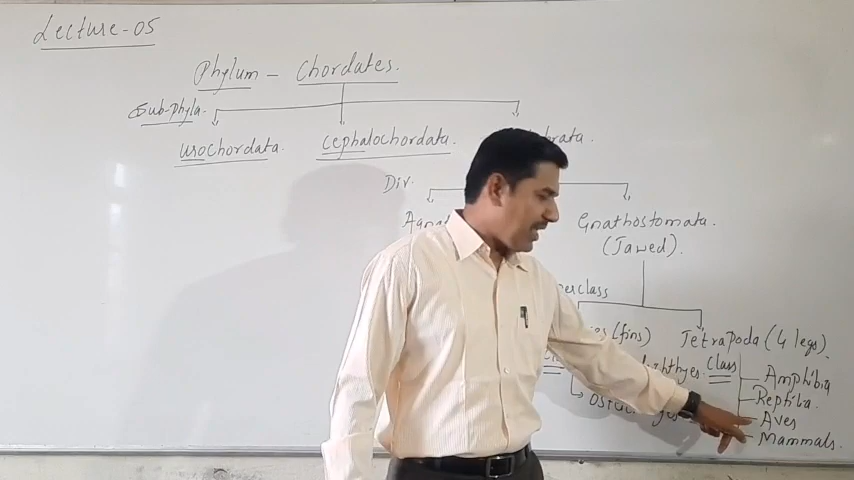 Lecture-05
Phylum - Chordates.
Sub-phyla.
Urochordata.
Cephalochordata.
Div.
Gnathostomata.
(Jawed).
(fins)
Tetrapoda (4 legs).
Class
Amphibia
Reptilia.
Aves
Mammals.